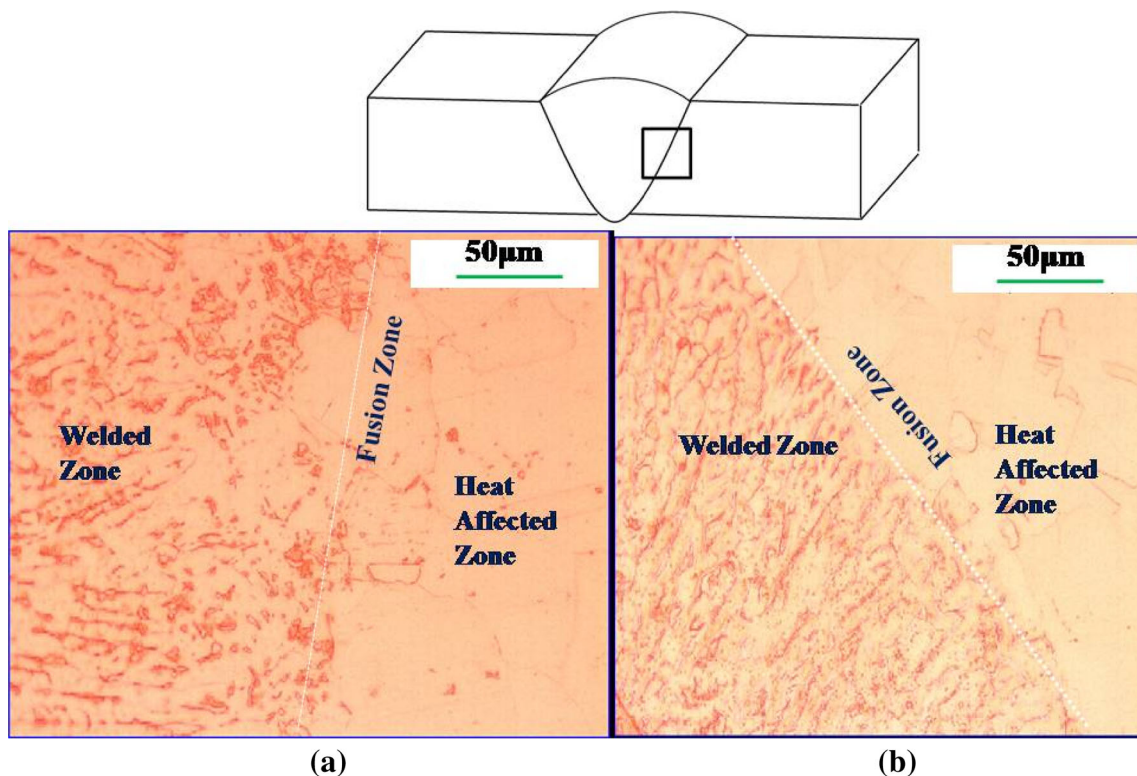 50μm
Fusion Zone
Welded
Zone
Heat
Affected
Zone
50μm
Fusion Zone
Welded Zone
Heat
Affected
Zone
(a)
(b)